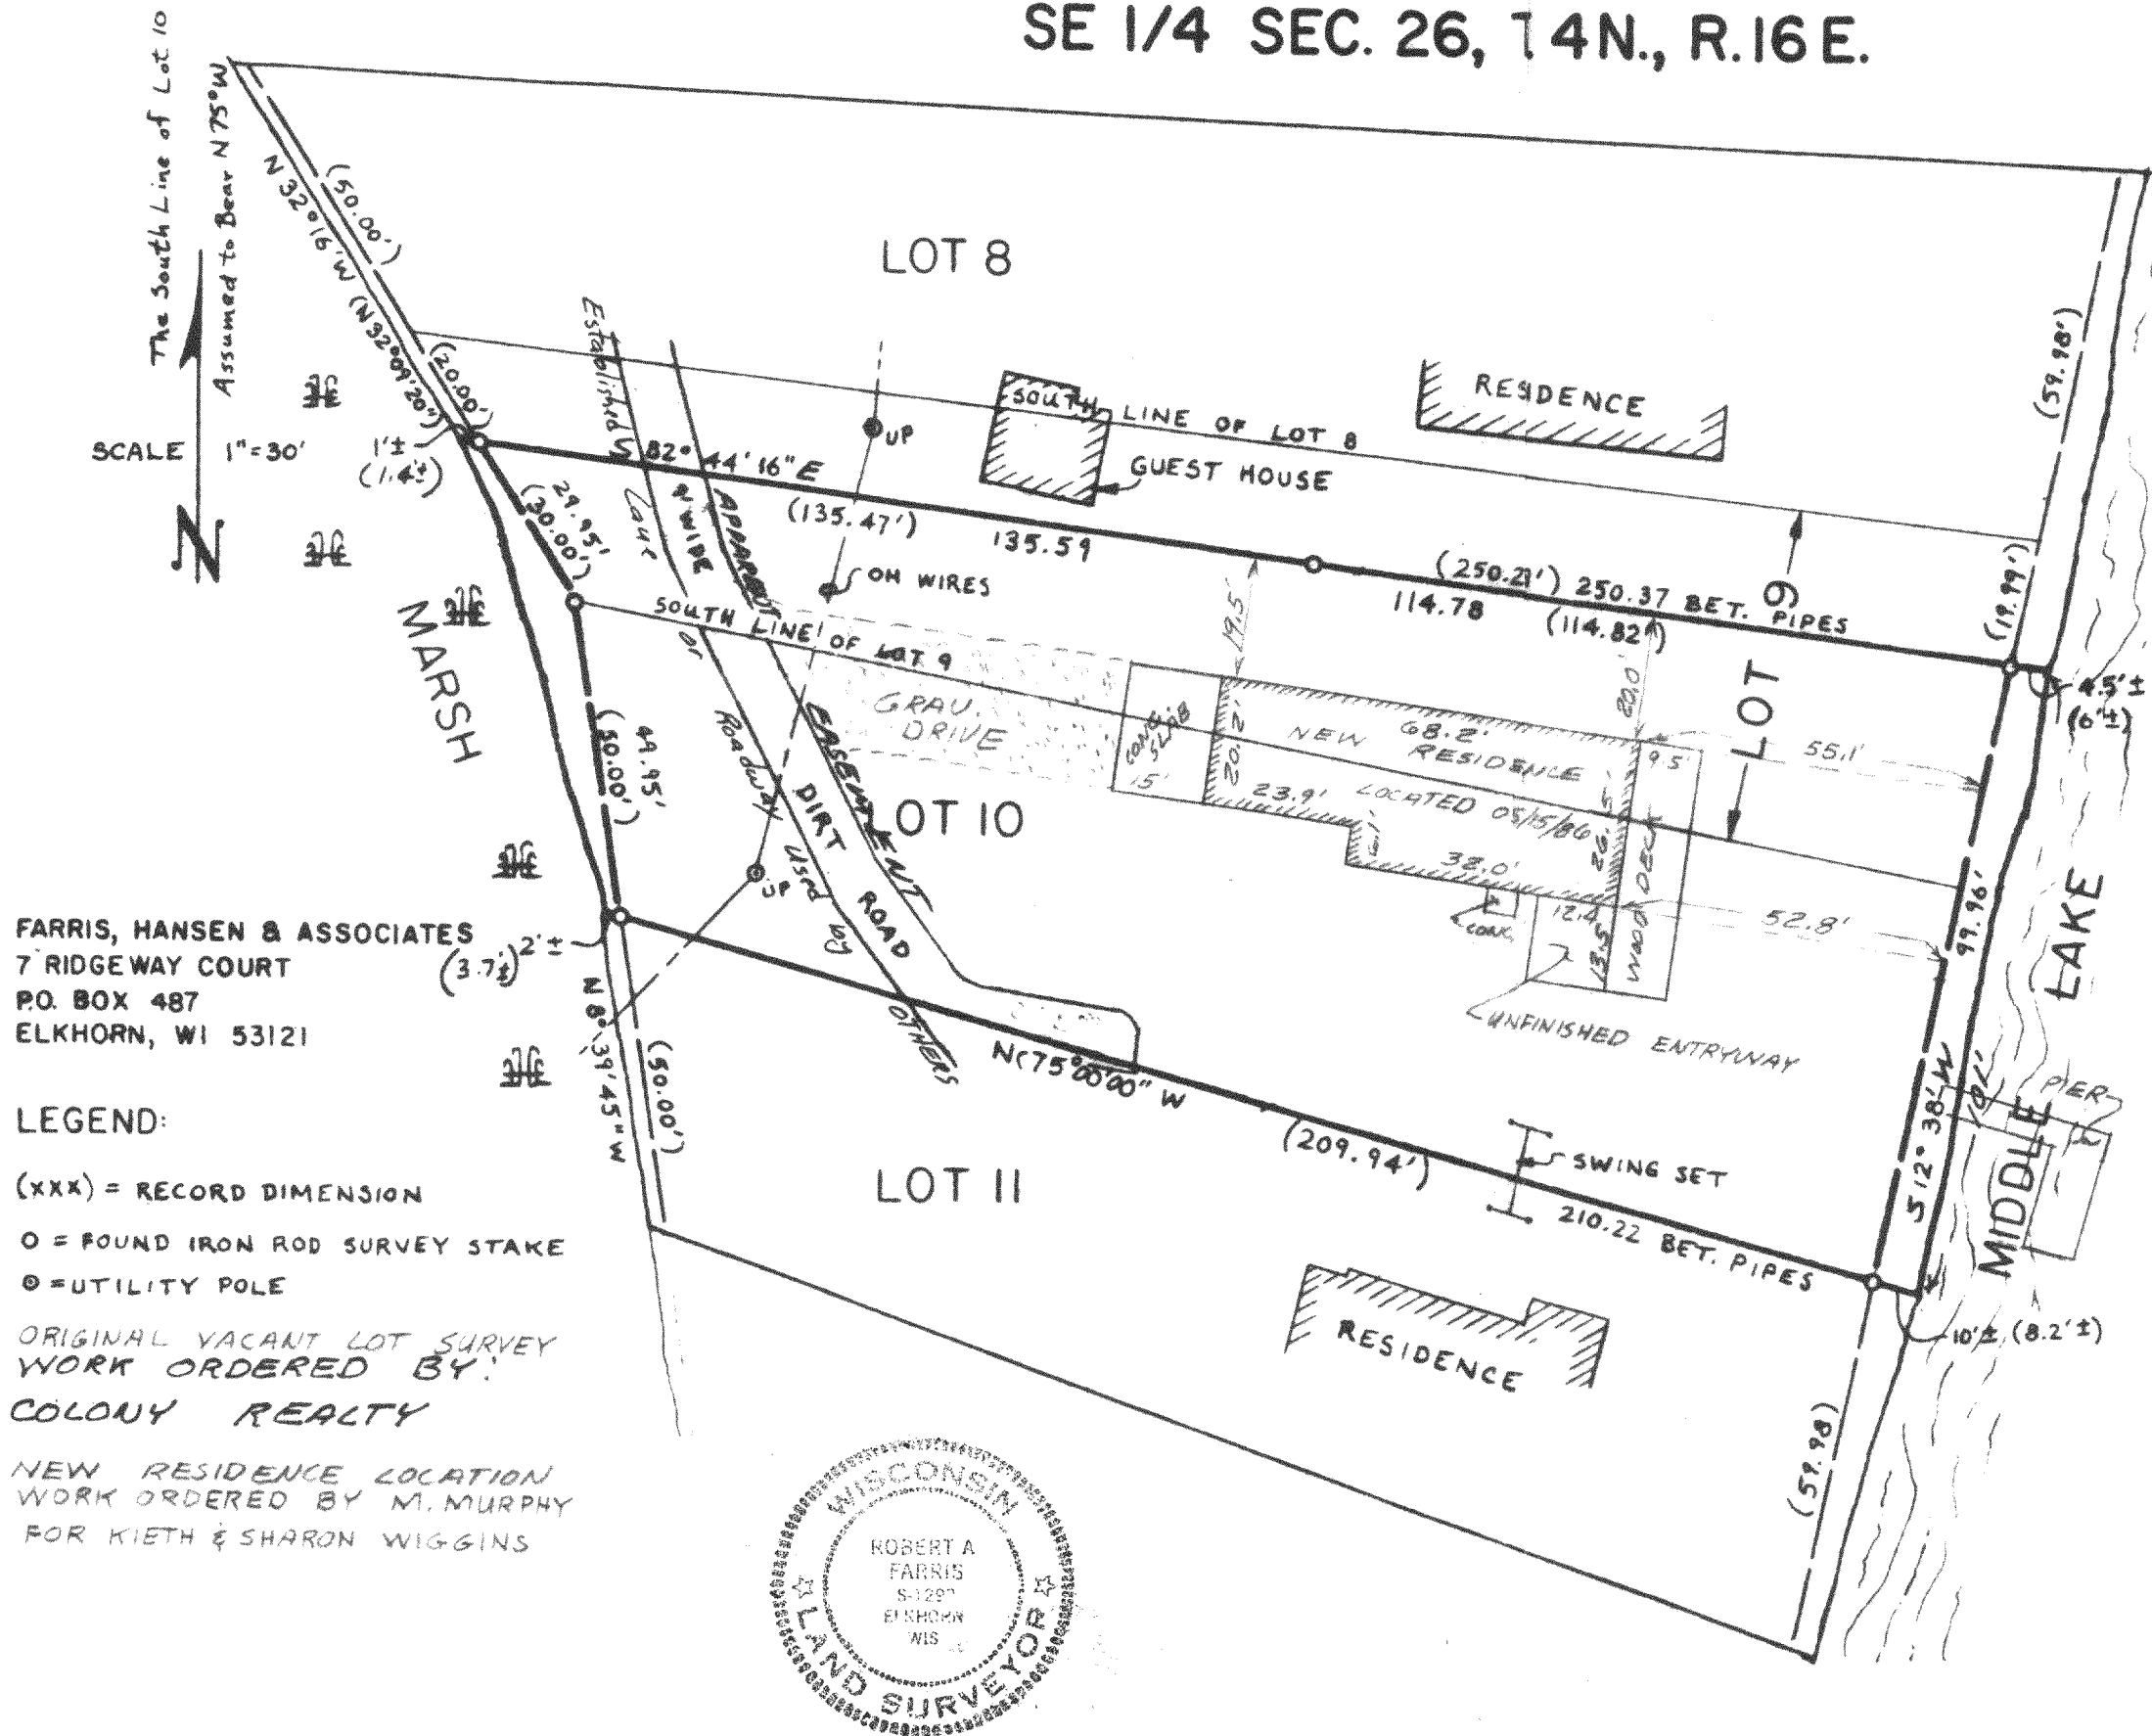 SE 1/4 SEC. 26, T4N., R.16E.
The South Line of Lot 10
Assumed to Bear N 75° W
SCALE 1"=30'
N
N 32° 16' W (N 32° 09' 20")
(50.00')
(20.00')
1'±
(1.4'±)
29.95'
(30.00')
LOT 8
Established
82° 44' 16" E
(135.47')
135.59
UP
SOUTH LINE OF LOT 8
GUEST HOUSE
RESIDENCE
(59.98')
(19.99')
(250.21') 250.37 BET. PIPES
114.78
(114.82')
LOT 9
4.5'±
(6'±)
OH WIRES
WIDE
APPARENT
EASEMENT
SOUTH LINE OF LOT 9
or
Roadway
Used
by
OTHERS
DIRT
ROAD
GRAV.
DRIVE
CONC.
SLAB
15'
19.5'
20.0'
20.2'
68.2'
NEW
RESIDENCE
LOCATED 05/15/86
9.5'
55.1'
23.9'
38.0'
WOOD DECK
12.4
13.5
CONC.
52.8'
UNFINISHED ENTRYWAY
MARSH
49.95'
(50.00')
LOT 10
UP
2'±
(3.7'±)
N 8° 39' 45" W
(50.00')
N (75° 00' 00" W
(209.94')
210.22 BET. PIPES
SWING SET
99.96'
S 12° 38' W
101'
MIDDLE LAKE
PIER
10'± (8.2'±)
(59.98)
LOT 11
RESIDENCE
FARRIS, HANSEN & ASSOCIATES
7 RIDGEWAY COURT
P.O. BOX 487
ELKHORN, WI 53121
LEGEND:
(xxx) = RECORD DIMENSION
O = FOUND IRON ROD SURVEY STAKE
= UTILITY POLE
ORIGINAL VACANT LOT SURVEY
WORK ORDERED BY:
COLONY REALTY
NEW RESIDENCE LOCATION
WORK ORDERED BY M. MURPHY
FOR KIETH & SHARON WIGGINS
WISCONSIN
ROBERT A
FARRIS
ELKHORN
WIS
LAND SURVEYOR